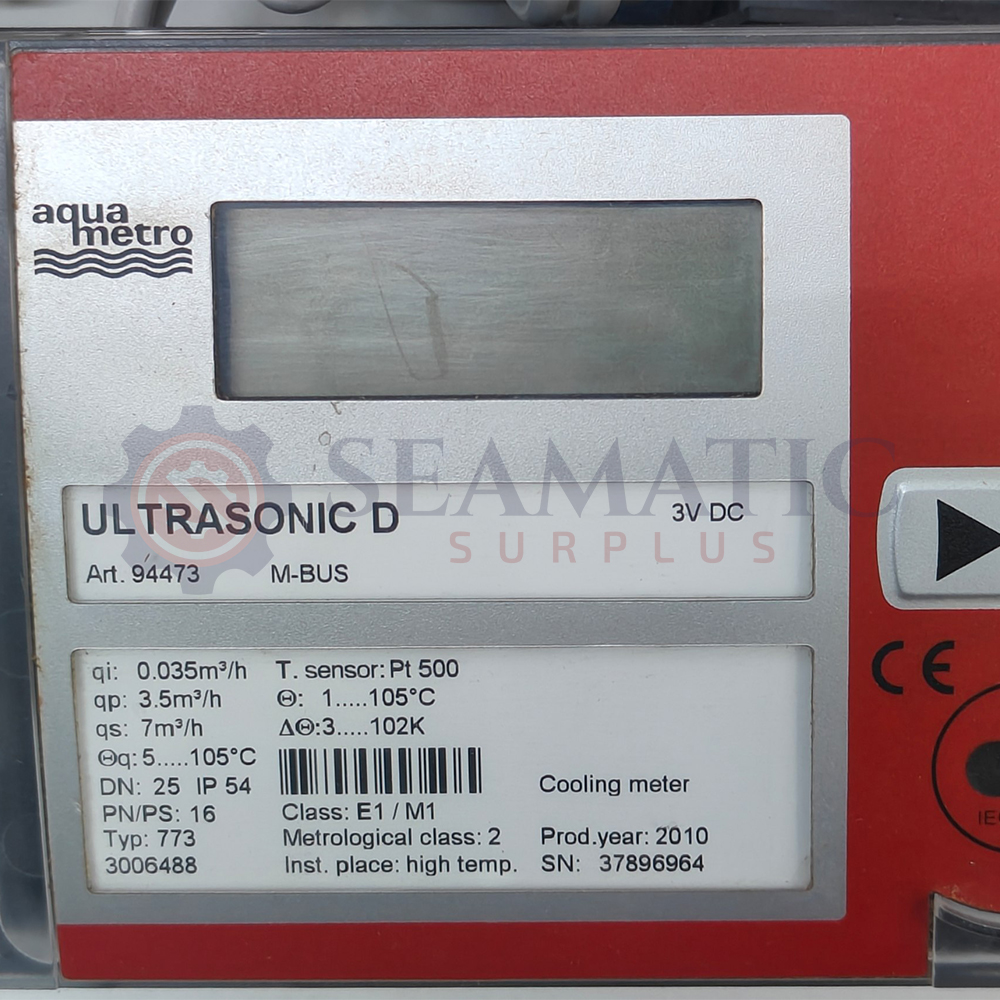 aqua
metro
SEAMATIC
SURPLUS
ULTRASONIC D 3V DC
Art. 94473 M-BUS
qi: 0.035m³/h T. sensor: Pt 500
qp: 3.5m³/h Θ: 1.....105°C
qs: 7m³/h ΔΘ:3.....102K
Θq: 5.....105°C
DN: 25 IP 54 Cooling meter
PN/PS: 16 Class: E1 / M1
Typ: 773 Metrological class: 2 Prod.year: 2010
3006488 Inst. place: high temp. SN: 37896964
CE